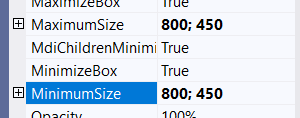 MaximizeBox True
MaximumSize 800; 450
MdiChildrenMinimi True
MinimizeBox True
MinimumSize 800; 450
Opacity 100%